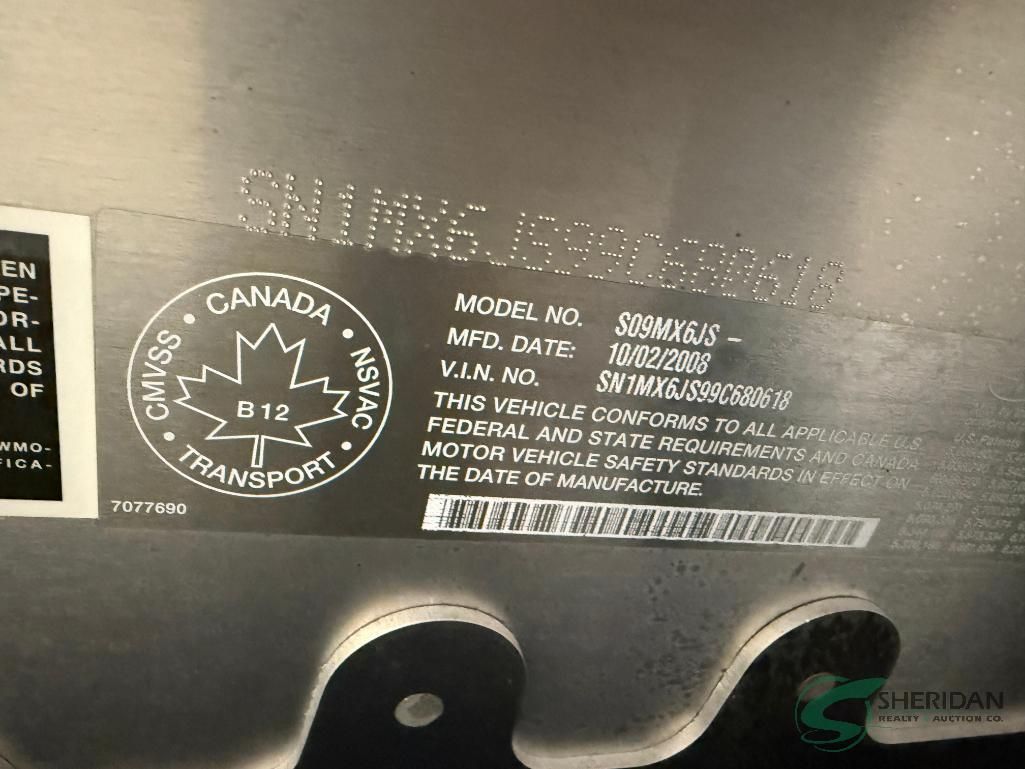 SN1MX6JS99C680618
EN
PE-
OR-
ALL
RDS
OF
WMO-
FICA-
CANADA
CMVSS
NSVAC
B 12
TRANSPORT
7077690
MODEL NO. S09MX6JS -
MFD. DATE: 10/02/2008
V.I.N. NO. SN1MX6JS99C680618
THIS VEHICLE CONFORMS TO ALL APPLICABLE U.S.
FEDERAL AND STATE REQUIREMENTS AND CANADA
MOTOR VEHICLE SAFETY STANDARDS IN EFFECT ON
THE DATE OF MANUFACTURE.
U.S. Patents
SHERIDAN
REALTY & AUCTION CO.